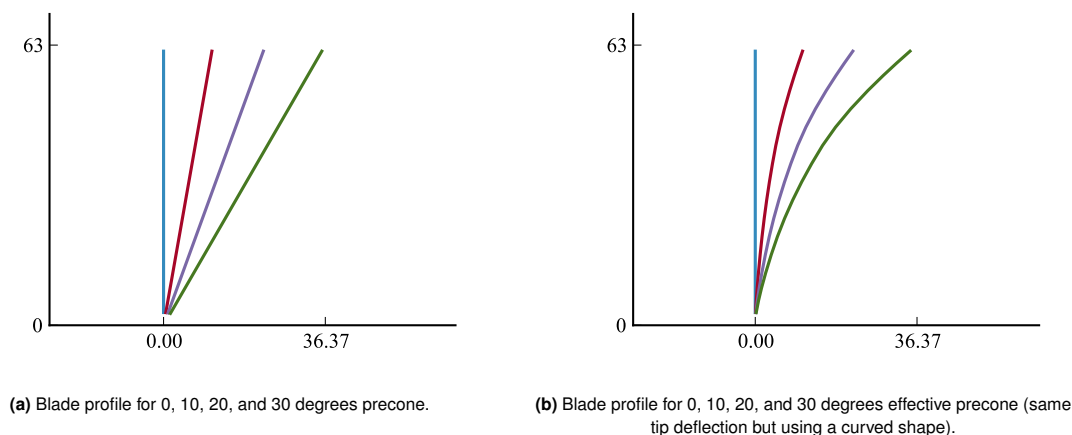 63
0
0.00 36.37
(a) Blade profile for 0, 10, 20, and 30 degrees precone.
63
0
0.00 36.37
(b) Blade profile for 0, 10, 20, and 30 degrees effective precone (same
tip deflection but using a curved shape).